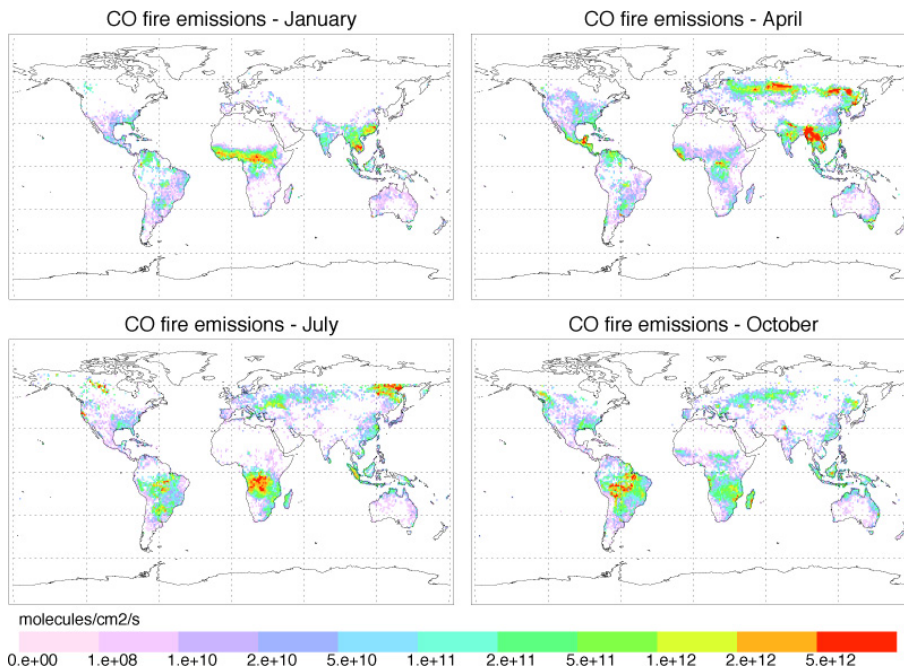 CO fire emissions - January
CO fire emissions - April
CO fire emissions - July
CO fire emissions - October
molecules/cm2/s
0.e+00 1.e+08 1.e+10 2.e+10 5.e+10 1.e+11 2.e+11 5.e+11 1.e+12 2.e+12 5.e+12